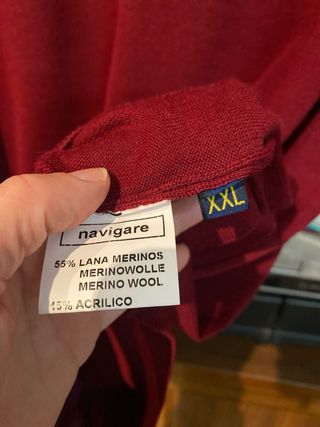 XXL
navigare
55% LANA MERINOS
MERINOWOLLE
MERINO WOOL
45% ACRILICO